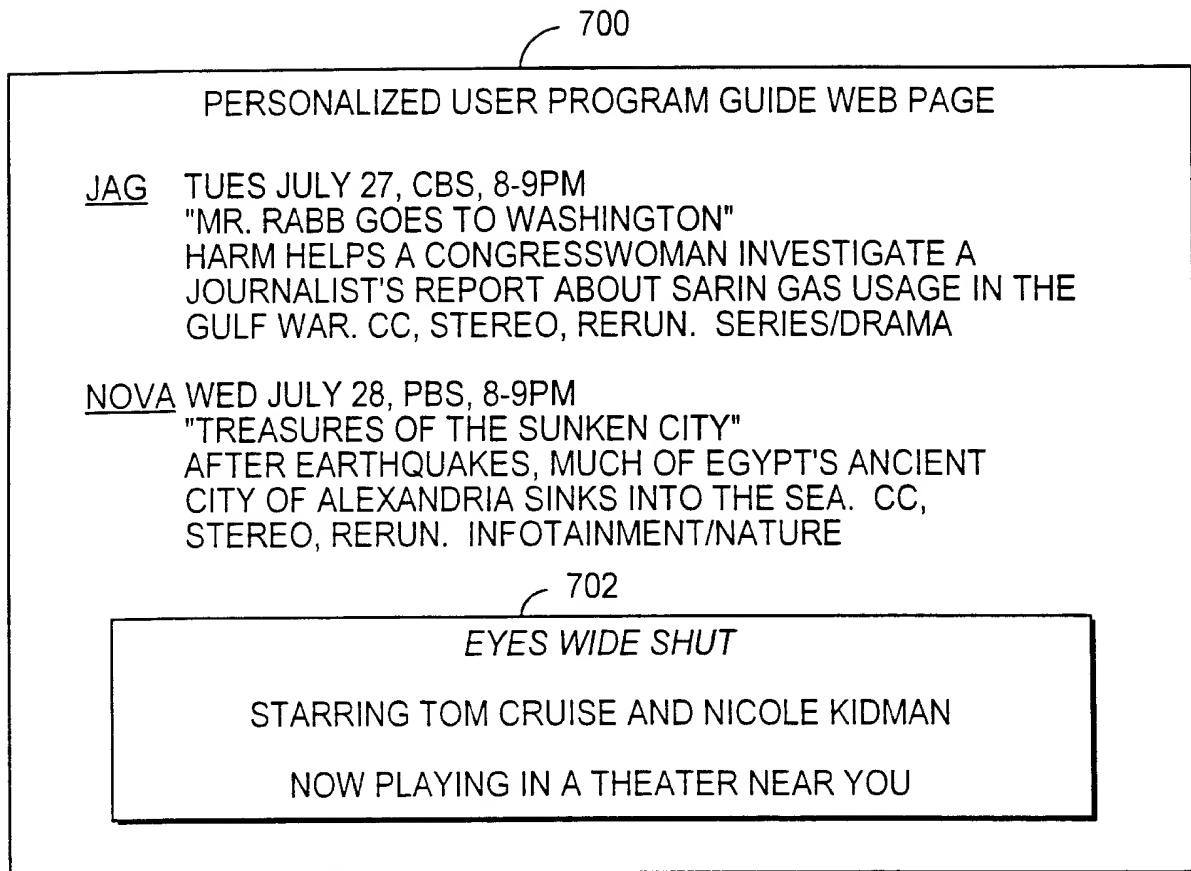 700
PERSONALIZED USER PROGRAM GUIDE WEB PAGE
JAG TUES JULY 27, CBS, 8-9PM
"MR. RABB GOES TO WASHINGTON"
HARM HELPS A CONGRESSWOMAN INVESTIGATE A
JOURNALIST'S REPORT ABOUT SARIN GAS USAGE IN THE
GULF WAR. CC, STEREO, RERUN. SERIES/DRAMA
NOVA WED JULY 28, PBS, 8-9PM
"TREASURES OF THE SUNKEN CITY"
AFTER EARTHQUAKES, MUCH OF EGYPT'S ANCIENT
CITY OF ALEXANDRIA SINKS INTO THE SEA. CC,
STEREO, RERUN. INFOTAINMENT/NATURE
702
EYES WIDE SHUT
STARRING TOM CRUISE AND NICOLE KIDMAN
NOW PLAYING IN A THEATER NEAR YOU